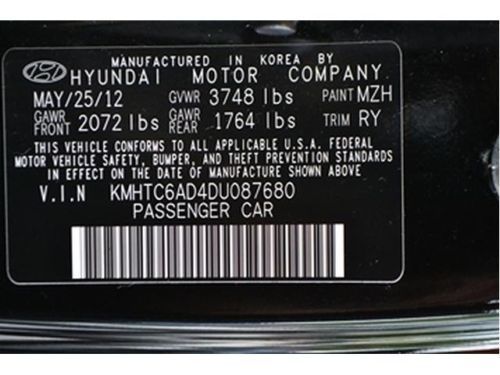 MANUFACTURED IN KOREA BY
HYUNDAI MOTOR COMPANY
MAY/25/12 GVWR 3748 lbs PAINT MZH
GAWR FRONT 2072 lbs GAWR REAR 1764 lbs TRIM RY
THIS VEHICLE CONFORMS TO ALL APPLICABLE U.S.A. FEDERAL
MOTOR VEHICLE SAFETY, BUMPER, AND THEFT PREVENTION STANDARDS
IN EFFECT ON THE DATE OF MANUFACTURE SHOWN ABOVE.
V.I.N KMHTC6AD4DU087680
PASSENGER CAR